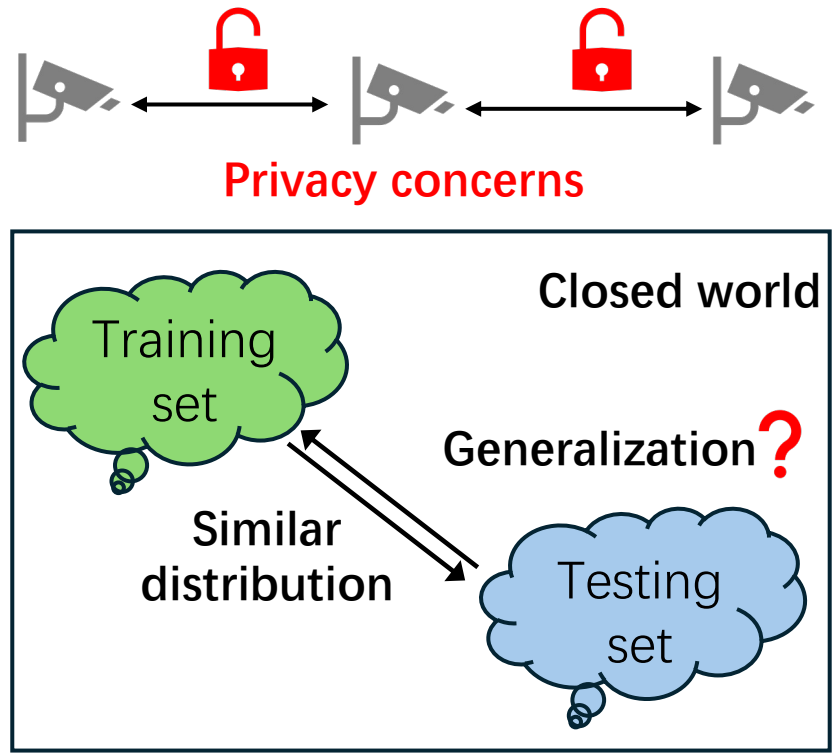 Privacy concerns
Closed world
Training
set
Generalization?
Similar
distribution
Testing
set